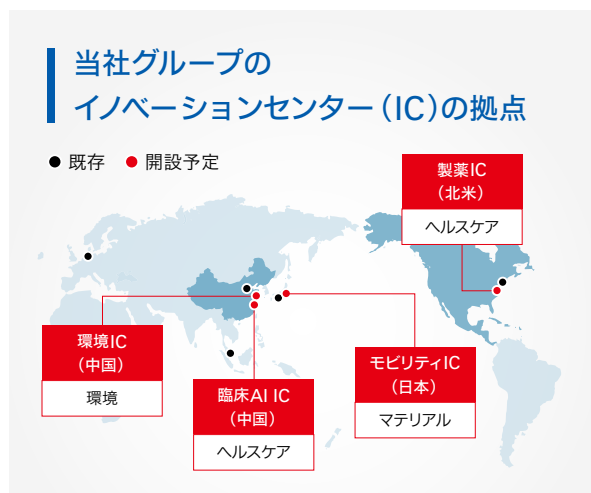 当社グループの
イノベーションセンター（IC）の拠点
● 既存 ● 開設予定
製薬IC
（北米）
ヘルスケア
環境IC
（中国）
環境
臨床AI IC
（中国）
ヘルスケア
モビリティIC
（日本）
マテリアル